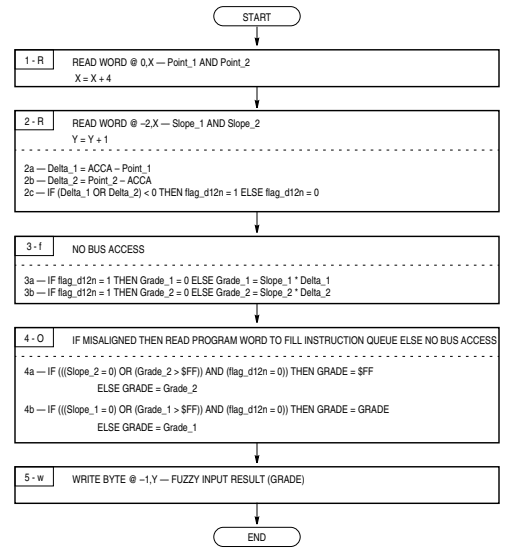 START
1 - R READ WORD @ 0,X — Point_1 AND Point_2
X = X + 4
2 - R READ WORD @ –2,X — Slope_1 AND Slope_2
Y = Y + 1
2a — Delta_1 = ACCA – Point_1
2b — Delta_2 = Point_2 – ACCA
2c — IF (Delta_1 OR Delta_2) < 0 THEN flag_d12n = 1 ELSE flag_d12n = 0
3 - f NO BUS ACCESS
3a — IF flag_d12n = 1 THEN Grade_1 = 0 ELSE Grade_1 = Slope_1 * Delta_1
3b — IF flag_d12n = 1 THEN Grade_2 = 0 ELSE Grade_2 = Slope_2 * Delta_2
4 - O IF MISALIGNED THEN READ PROGRAM WORD TO FILL INSTRUCTION QUEUE ELSE NO BUS ACCESS
4a — IF (((Slope_2 = 0) OR (Grade_2 > $FF)) AND (flag_d12n = 0)) THEN GRADE = $FF
ELSE GRADE = Grade_2
4b — IF (((Slope_1 = 0) OR (Grade_1 > $FF)) AND (flag_d12n = 0)) THEN GRADE = GRADE
ELSE GRADE = Grade_1
5 - w WRITE BYTE @ –1,Y — FUZZY INPUT RESULT (GRADE)
END